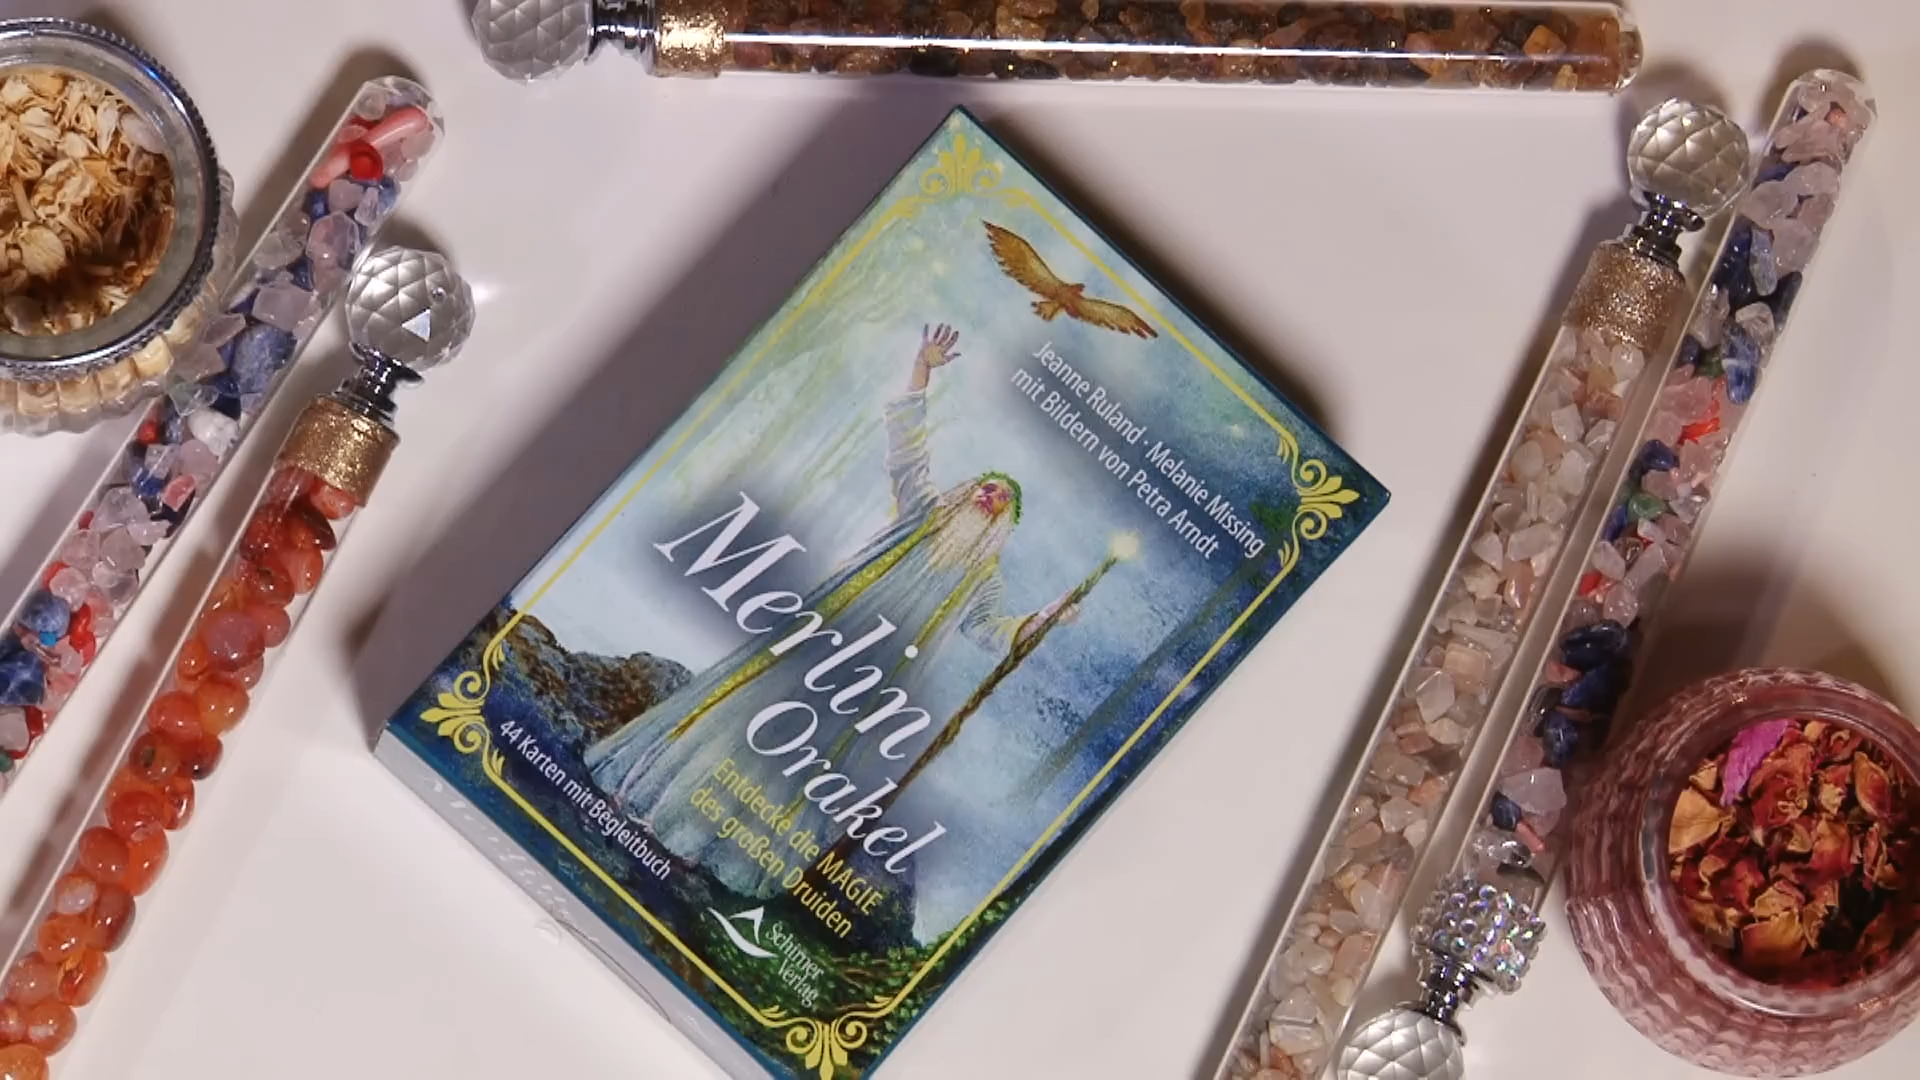 Jeanne Ruland · Melanie Missing
mit Bildern von Petra Arndt
Merlin
Orakel
Entdecke die MAGIE
des großen Druiden
44 Karten mit Begleitbuch
Schirner
Verlag